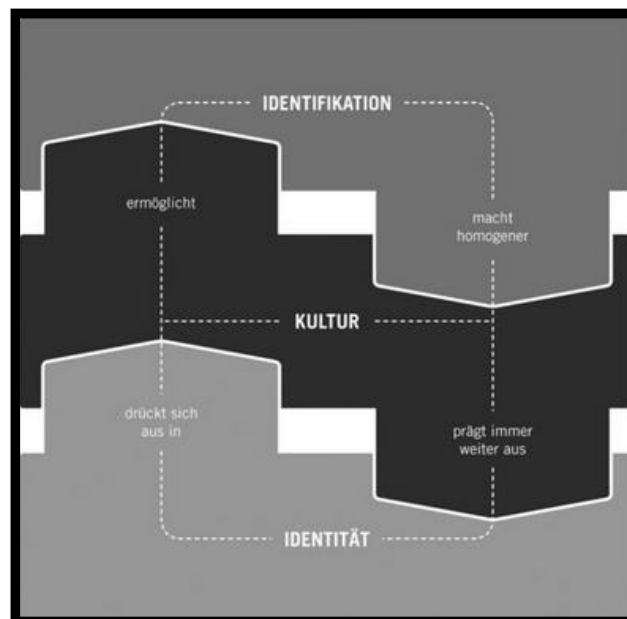 IDENTIFIKATION
ermöglicht
macht
homogener
KULTUR
drückt sich
aus in
prägt immer
weiter aus
IDENTITÄT